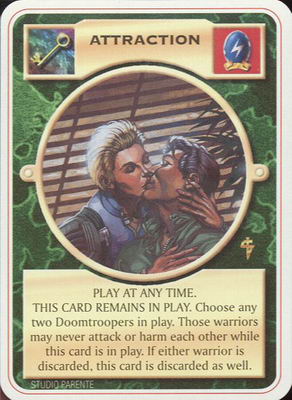 ATTRACTION
PLAY AT ANY TIME.
THIS CARD REMAINS IN PLAY. Choose any
two Doomtroopers in play. Those warriors
may never attack or harm each other while
this card is in play. If either warrior is
discarded, this card is discarded as well.
STUDIO PARENTE